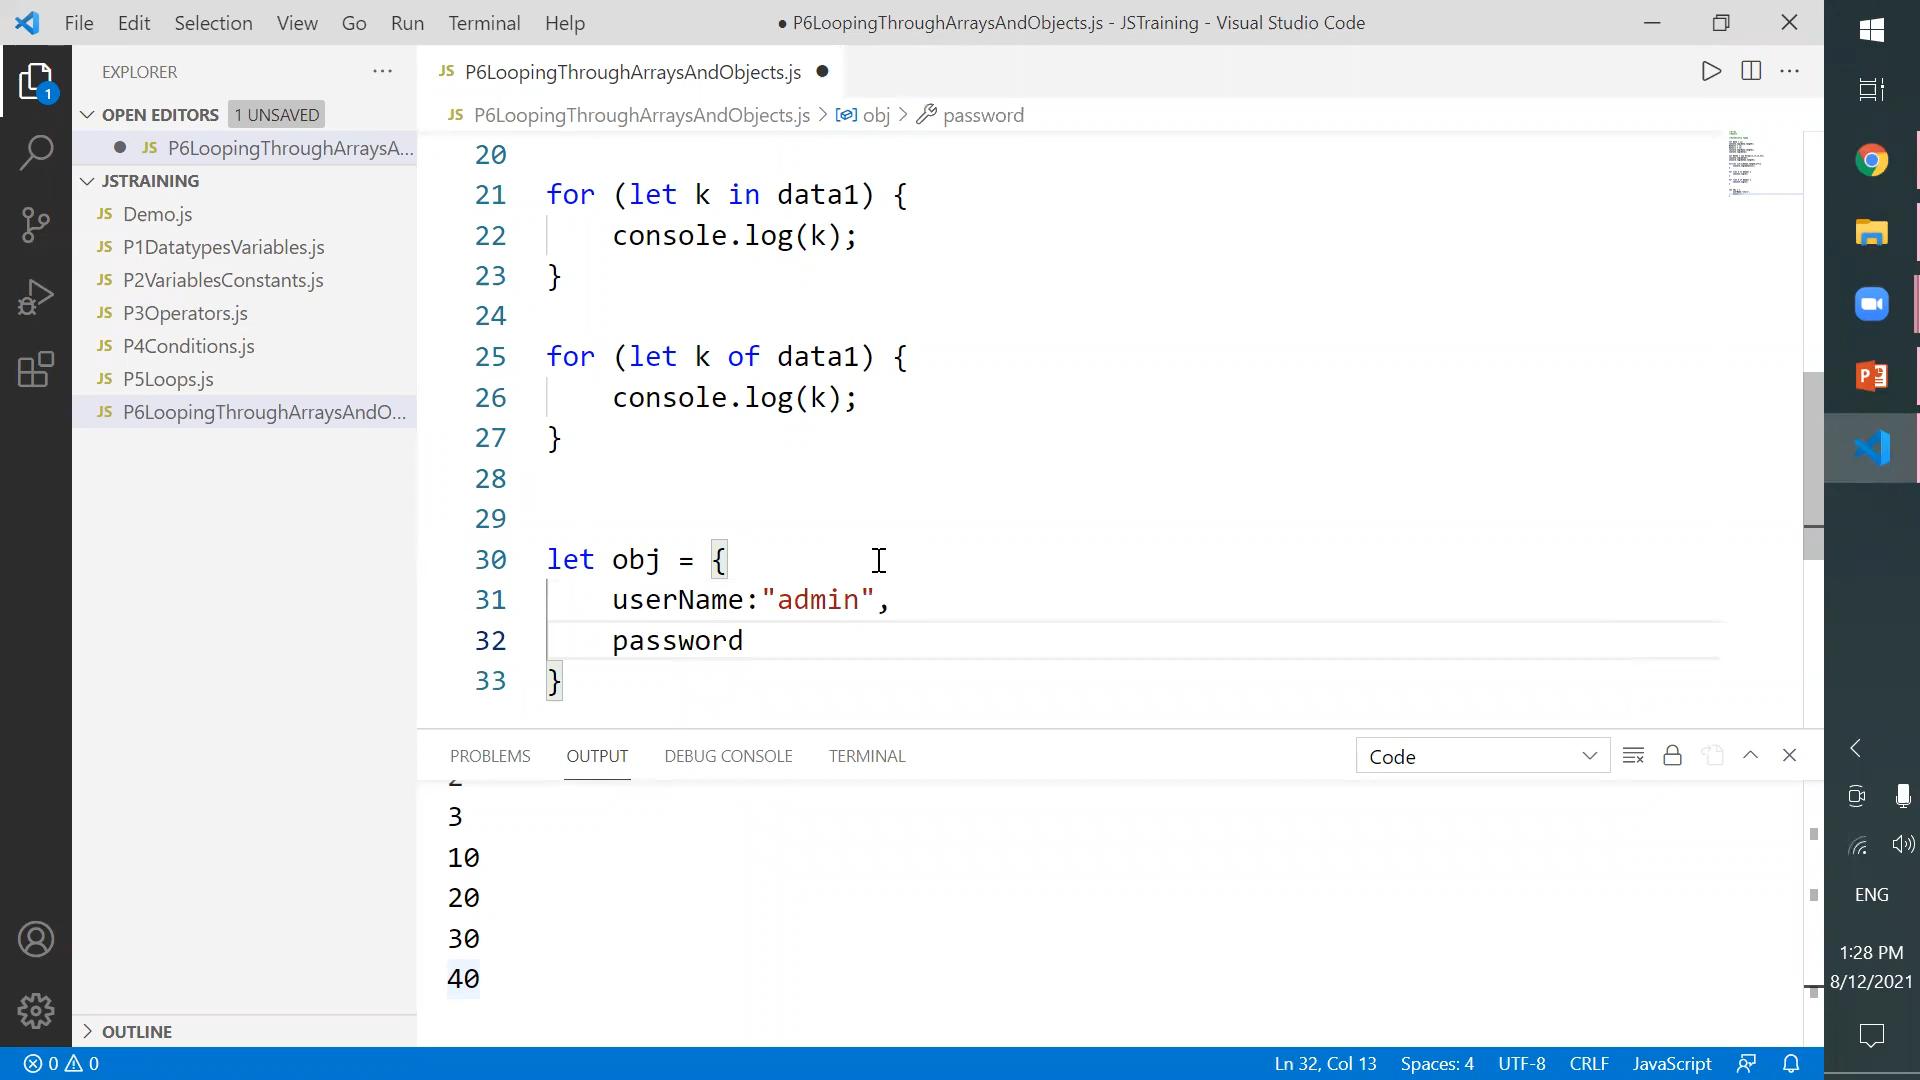 File Edit Selection View Go Run Terminal Help
● P6LoopingThroughArraysAndObjects.js - JSTraining - Visual Studio Code
EXPLORER
JS P6LoopingThroughArraysAndObjects.js
1
OPEN EDITORS 1 UNSAVED
JS P6LoopingThroughArraysAndObjects.js > obj > password
JS P6LoopingThroughArraysA...
JSTRAINING
JS Demo.js
JS P1DatatypesVariables.js
JS P2VariablesConstants.js
JS P3Operators.js
JS P4Conditions.js
JS P5Loops.js
JS P6LoopingThroughArraysAndO...
20
21 for (let k in data1) {
22 console.log(k);
23 }
24
25 for (let k of data1) {
26 console.log(k);
27 }
28
29
30 let obj = {
31 userName:"admin",
32 password
33 }
PROBLEMS OUTPUT DEBUG CONSOLE TERMINAL
Code
3
10
20
30
40
OUTLINE
0 0
Ln 32, Col 13 Spaces: 4 UTF-8 CRLF JavaScript
ENG
1:28 PM
8/12/2021